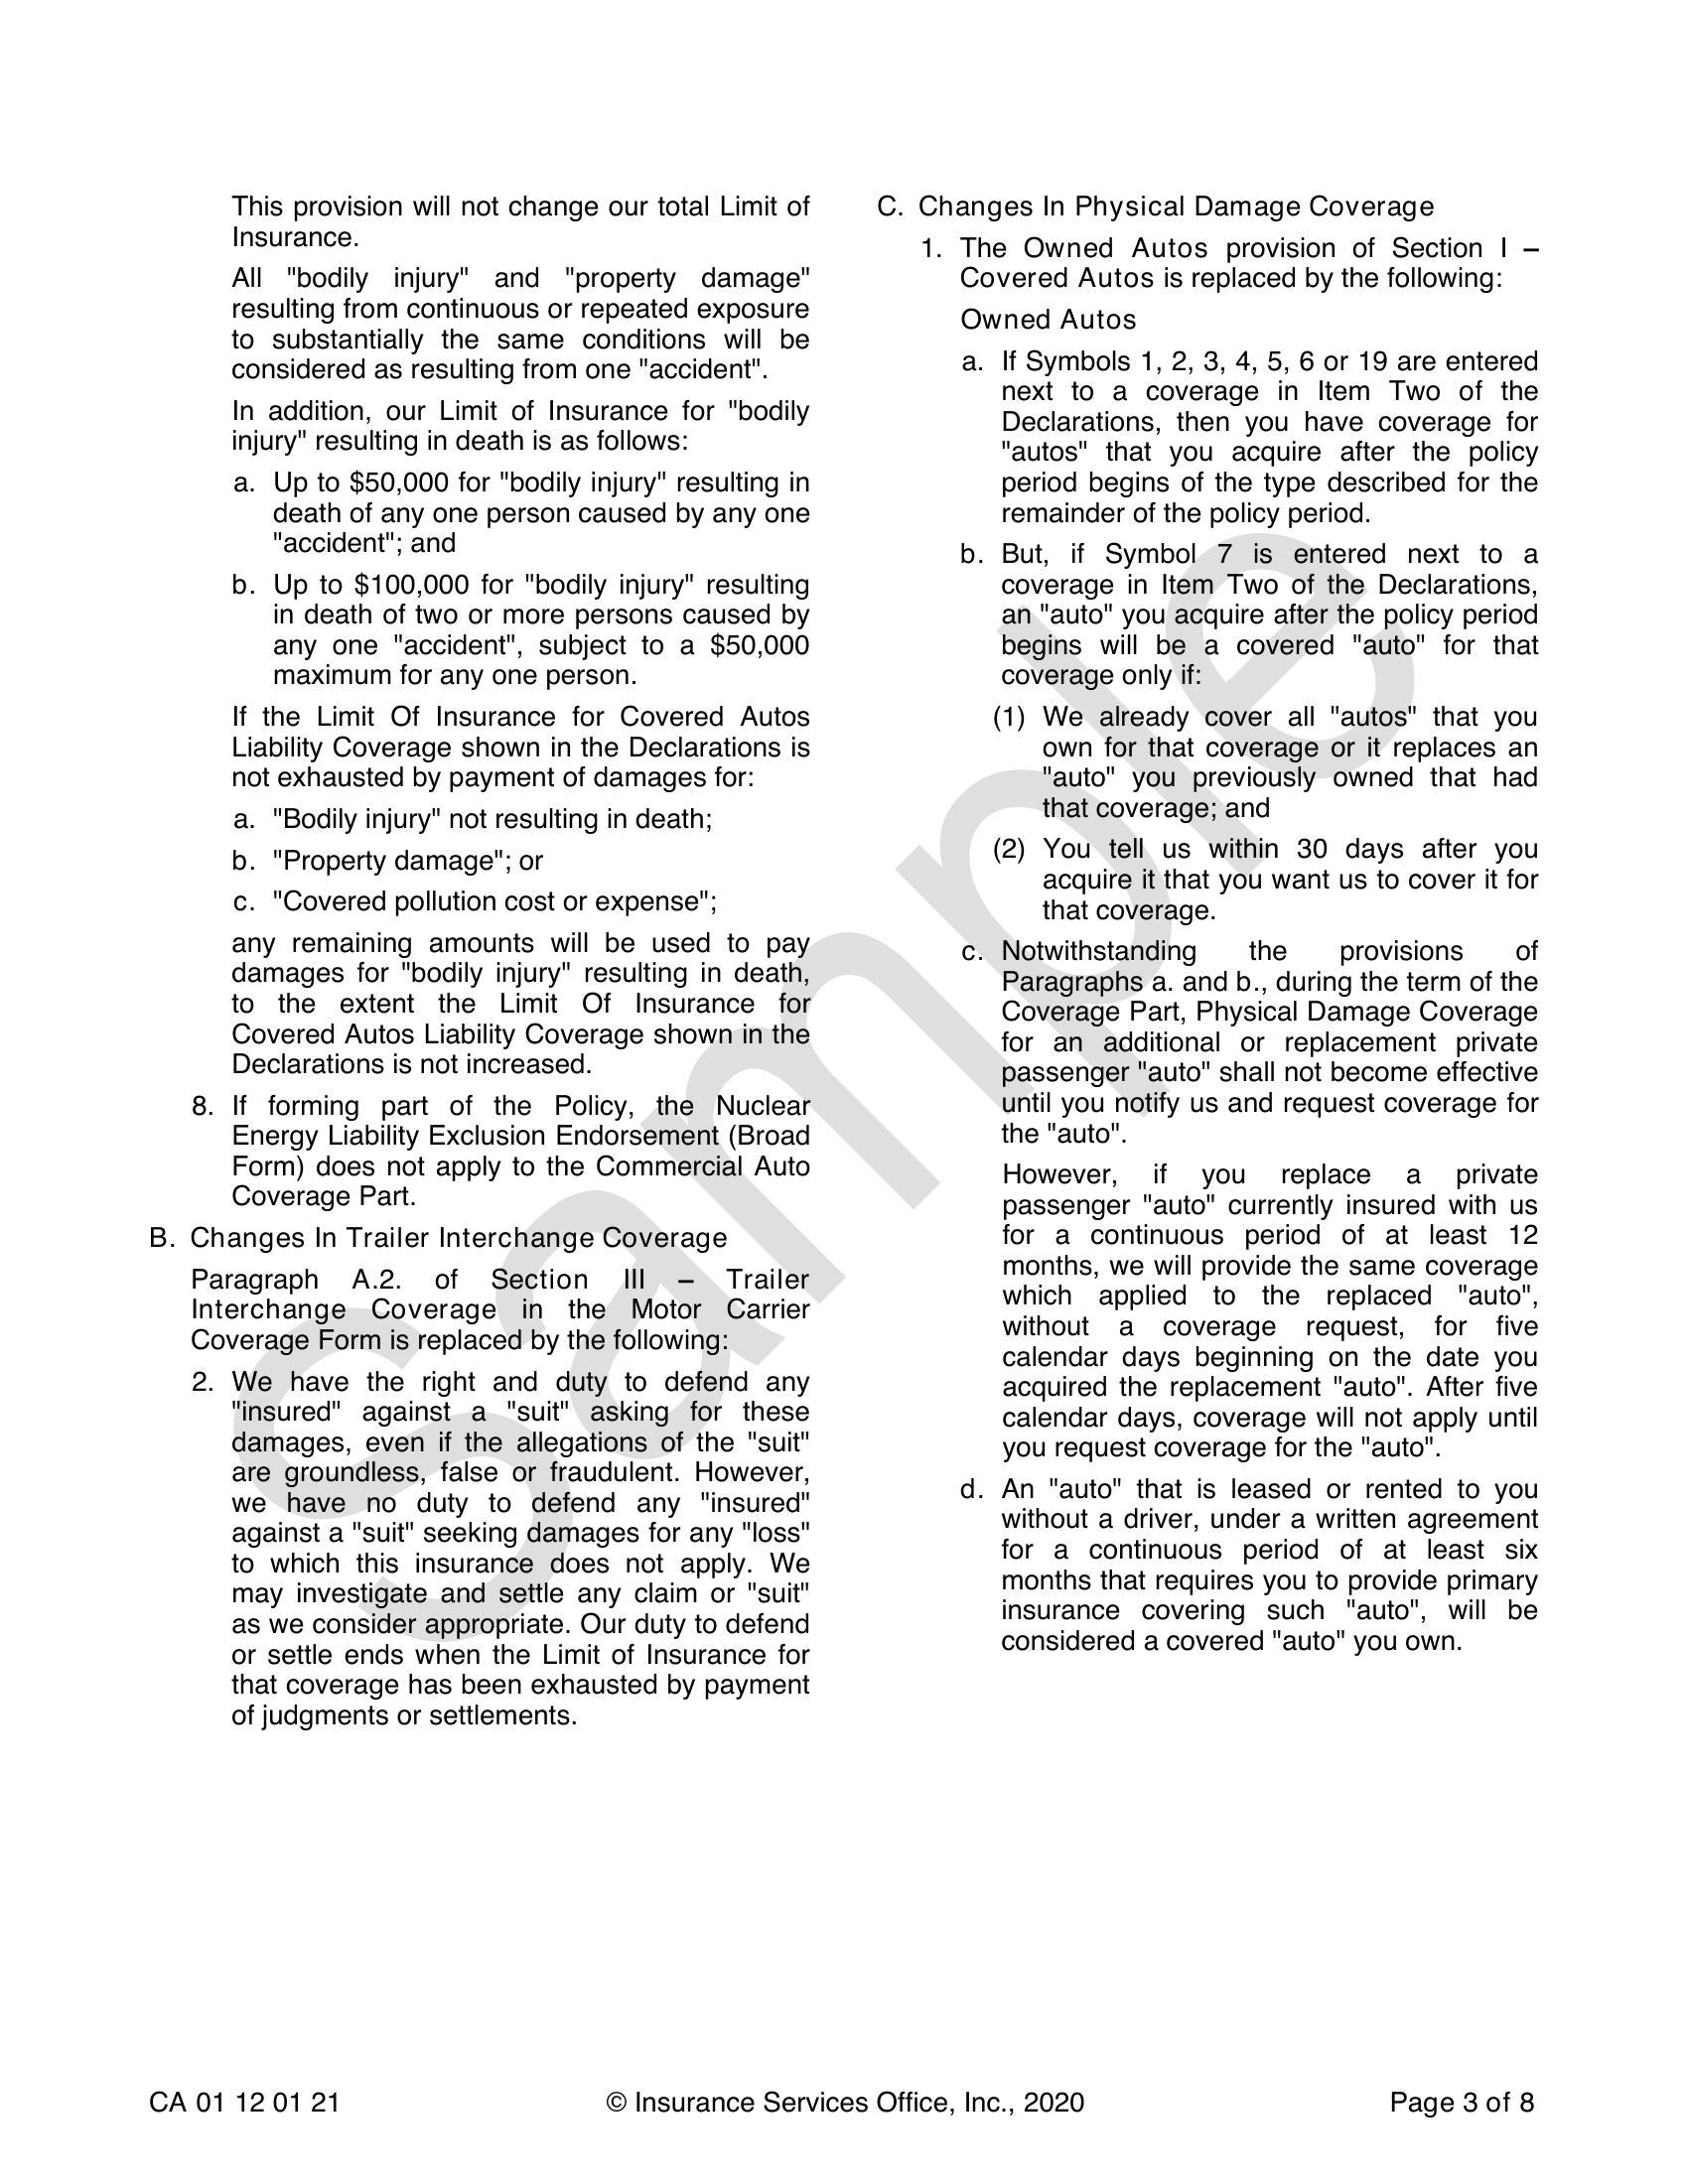 This provision will not change our total Limit of
Insurance.
All "bodily injury" and "property damage"
resulting from continuous or repeated exposure
to substantially the same conditions will be
considered as resulting from one "accident".
In addition, our Limit of Insurance for "bodily
injury" resulting in death is as follows:
a. Up to $50,000 for "bodily injury" resulting in
death of any one person caused by any one
"accident"; and
b. Up to $100,000 for "bodily injury" resulting
in death of two or more persons caused by
any one "accident", subject to a $50,000
maximum for any one person.
If the Limit Of Insurance for Covered Autos
Liability Coverage shown in the Declarations is
not exhausted by payment of damages for:
a. "Bodily injury" not resulting in death;
b. "Property damage"; or
c. "Covered pollution cost or expense";
any remaining amounts will be used to pay
damages for "bodily injury" resulting in death,
to the extent the Limit Of Insurance for
Covered Autos Liability Coverage shown in the
Declarations is not increased.
8. If forming part of the Policy, the Nuclear
Energy Liability Exclusion Endorsement (Broad
Form) does not apply to the Commercial Auto
Coverage Part.
B. Changes In Trailer Interchange Coverage
Paragraph A.2. of Section III – Trailer
Interchange Coverage in the Motor Carrier
Coverage Form is replaced by the following:
2. We have the right and duty to defend any
"insured" against a "suit" asking for these
damages, even if the allegations of the "suit"
are groundless, false or fraudulent. However,
we have no duty to defend any "insured"
against a "suit" seeking damages for any "loss"
to which this insurance does not apply. We
may investigate and settle any claim or "suit"
as we consider appropriate. Our duty to defend
or settle ends when the Limit of Insurance for
that coverage has been exhausted by payment
of judgments or settlements.
C. Changes In Physical Damage Coverage
1. The Owned Autos provision of Section I –
Covered Autos is replaced by the following:
Owned Autos
a. If Symbols 1, 2, 3, 4, 5, 6 or 19 are entered
next to a coverage in Item Two of the
Declarations, then you have coverage for
"autos" that you acquire after the policy
period begins of the type described for the
remainder of the policy period.
b. But, if Symbol 7 is entered next to a
coverage in Item Two of the Declarations,
an "auto" you acquire after the policy period
begins will be a covered "auto" for that
coverage only if:
(1) We already cover all "autos" that you
own for that coverage or it replaces an
"auto" you previously owned that had
that coverage; and
(2) You tell us within 30 days after you
acquire it that you want us to cover it for
that coverage.
c. Notwithstanding the provisions of
Paragraphs a. and b., during the term of the
Coverage Part, Physical Damage Coverage
for an additional or replacement private
passenger "auto" shall not become effective
until you notify us and request coverage for
the "auto".
However, if you replace a private
passenger "auto" currently insured with us
for a continuous period of at least 12
months, we will provide the same coverage
which applied to the replaced "auto",
without a coverage request, for five
calendar days beginning on the date you
acquired the replacement "auto". After five
calendar days, coverage will not apply until
you request coverage for the "auto".
d. An "auto" that is leased or rented to you
without a driver, under a written agreement
for a continuous period of at least six
months that requires you to provide primary
insurance covering such "auto", will be
considered a covered "auto" you own.
Sample
CA 01 12 01 21 © Insurance Services Office, Inc., 2020 Page 3 of 8